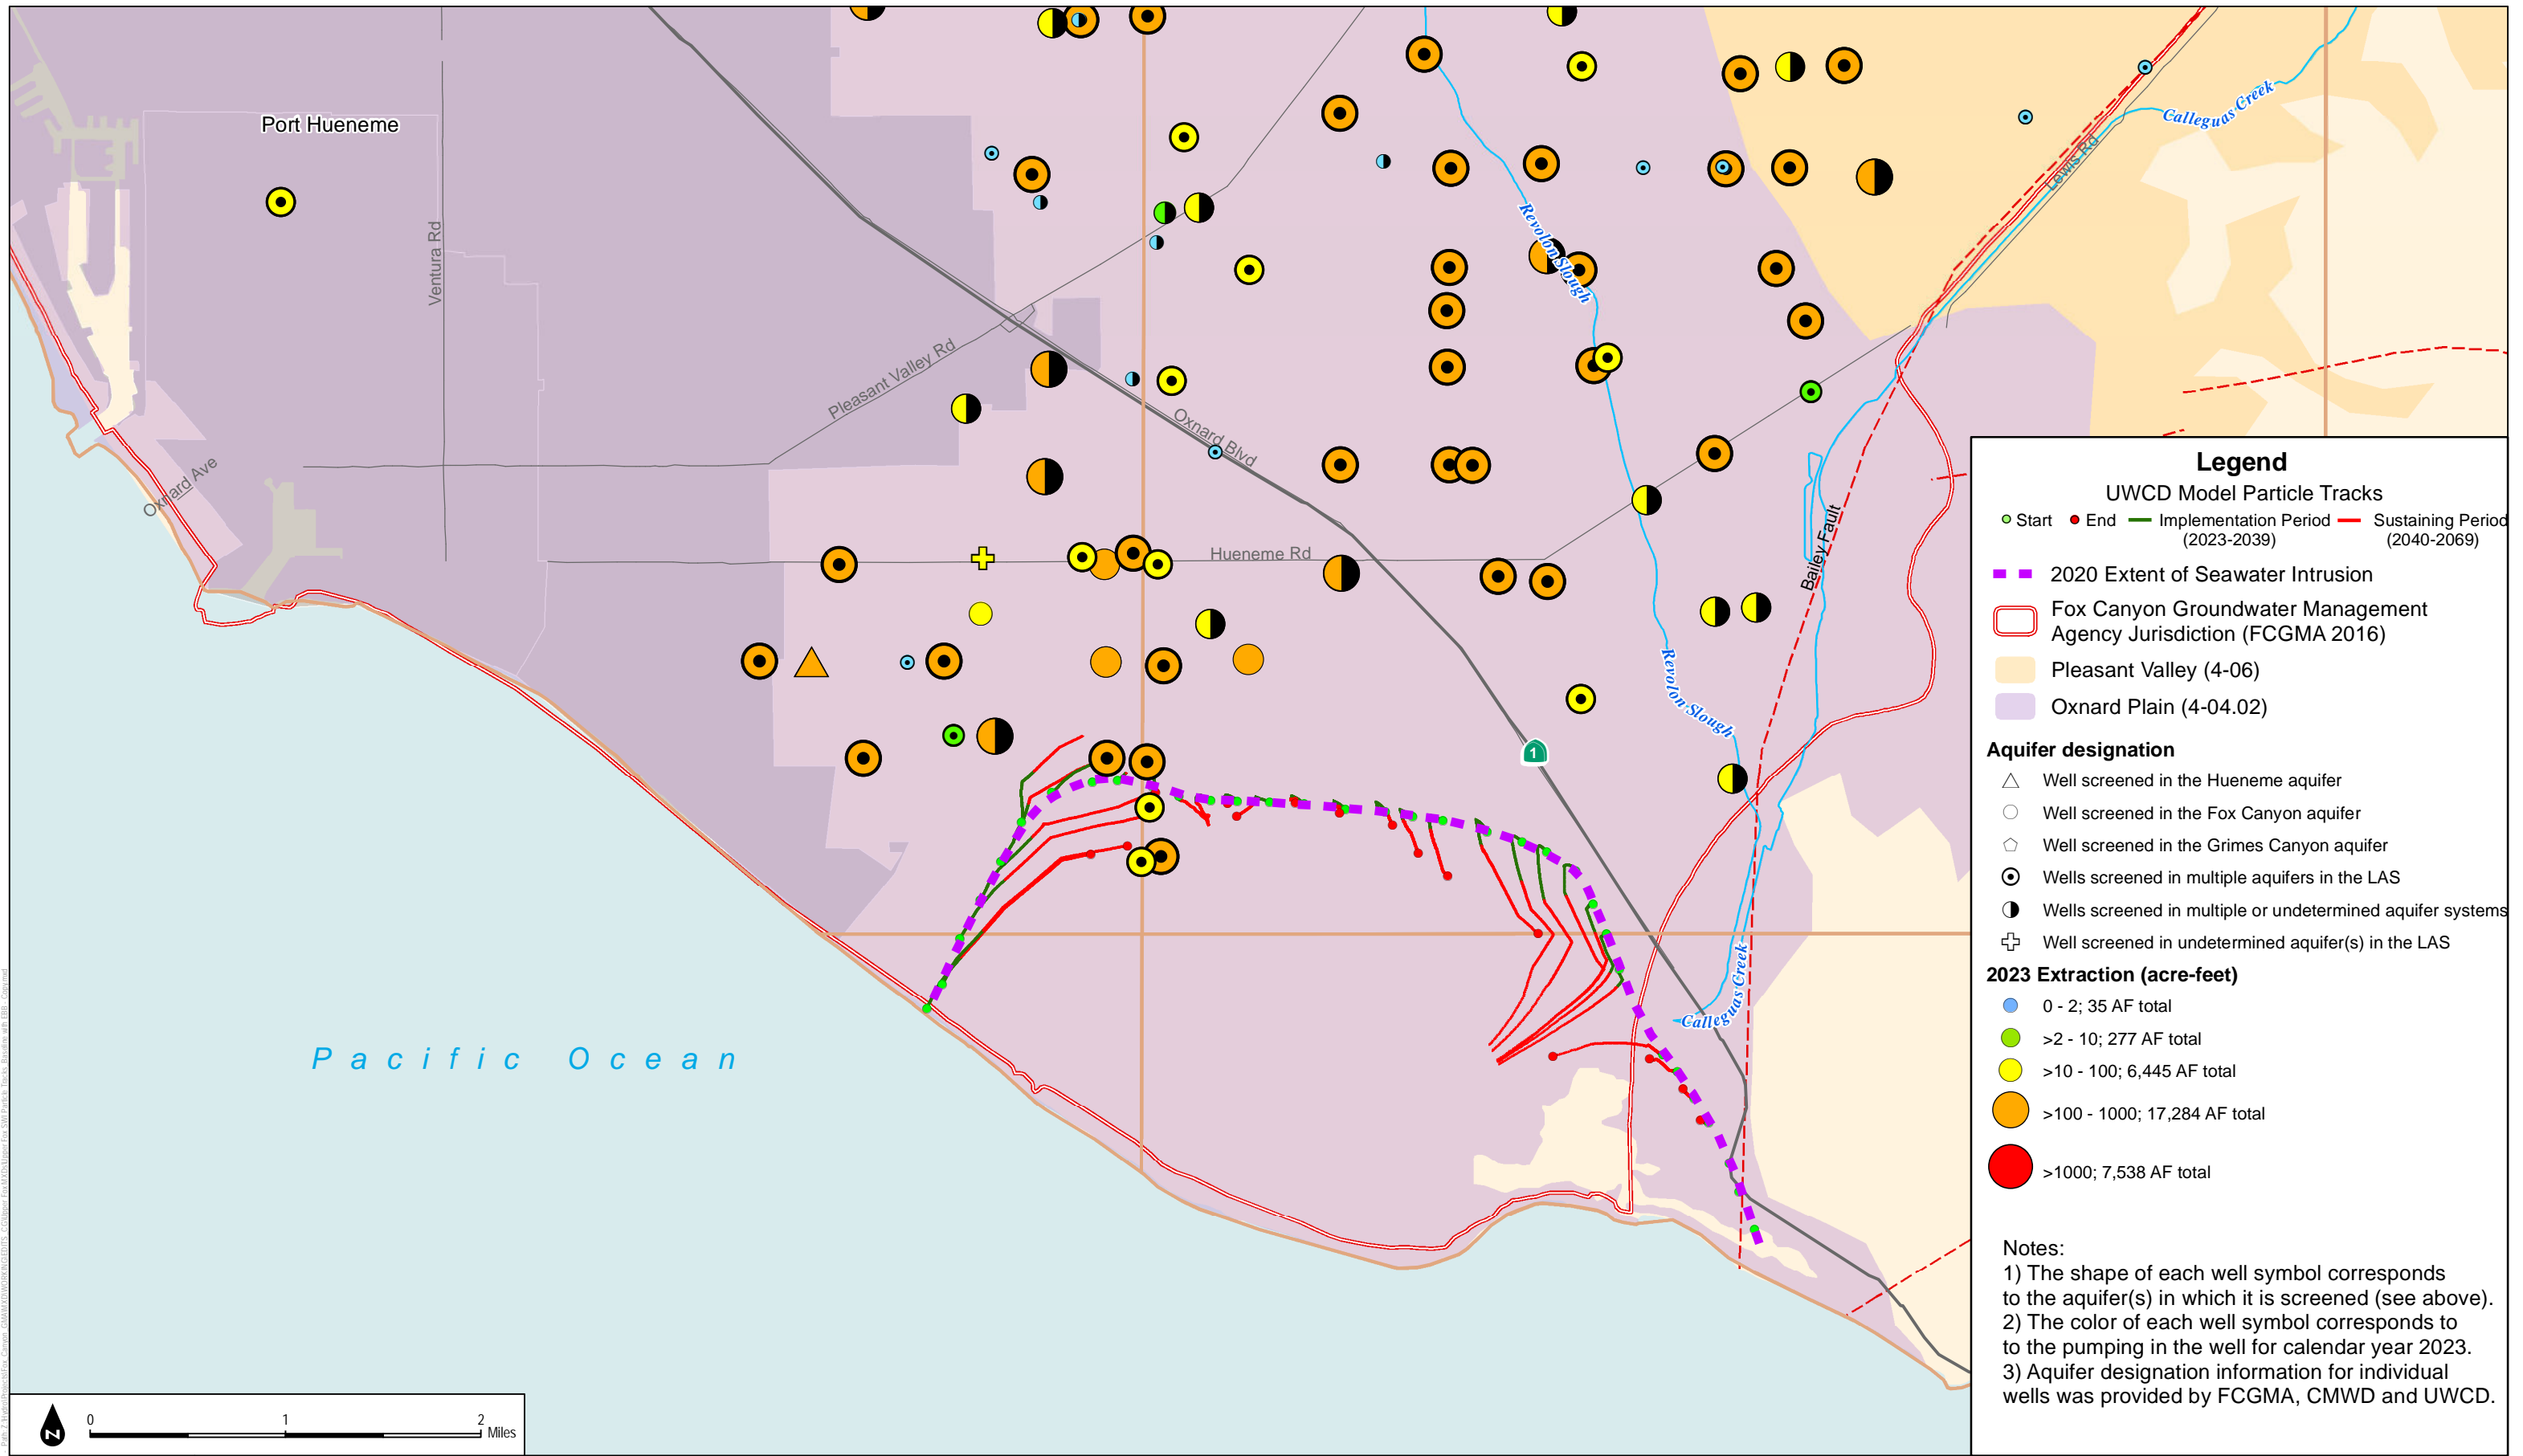 Port Hueneme
Ventura Rd
Oxnard Ave
Pleasant Valley Rd
Oxnard Blvd
Hueneme Rd
Revolon Slough
Revolon Slough
Calleguas Creek
Lewis Rd
Bailey Fault
1
Calleguas Creek
Pacific Ocean
0 1 2
Miles
N
Legend
UWCD Model Particle Tracks
Start End Implementation Period Sustaining Period
(2023-2039) (2040-2069)
2020 Extent of Seawater Intrusion
Fox Canyon Groundwater Management
Agency Jurisdiction (FCGMA 2016)
Pleasant Valley (4-06)
Oxnard Plain (4-04.02)
Aquifer designation
Well screened in the Hueneme aquifer
Well screened in the Fox Canyon aquifer
Well screened in the Grimes Canyon aquifer
Wells screened in multiple aquifers in the LAS
Wells screened in multiple or undetermined aquifer systems
Well screened in undetermined aquifer(s) in the LAS
2023 Extraction (acre-feet)
0 - 2; 35 AF total
>2 - 10; 277 AF total
>10 - 100; 6,445 AF total
>100 - 1000; 17,284 AF total
>1000; 7,538 AF total
Notes:
1) The shape of each well symbol corresponds
to the aquifer(s) in which it is screened (see above).
2) The color of each well symbol corresponds to
to the pumping in the well for calendar year 2023.
3) Aquifer designation information for individual
wells was provided by FCGMA, CMWD and UWCD.